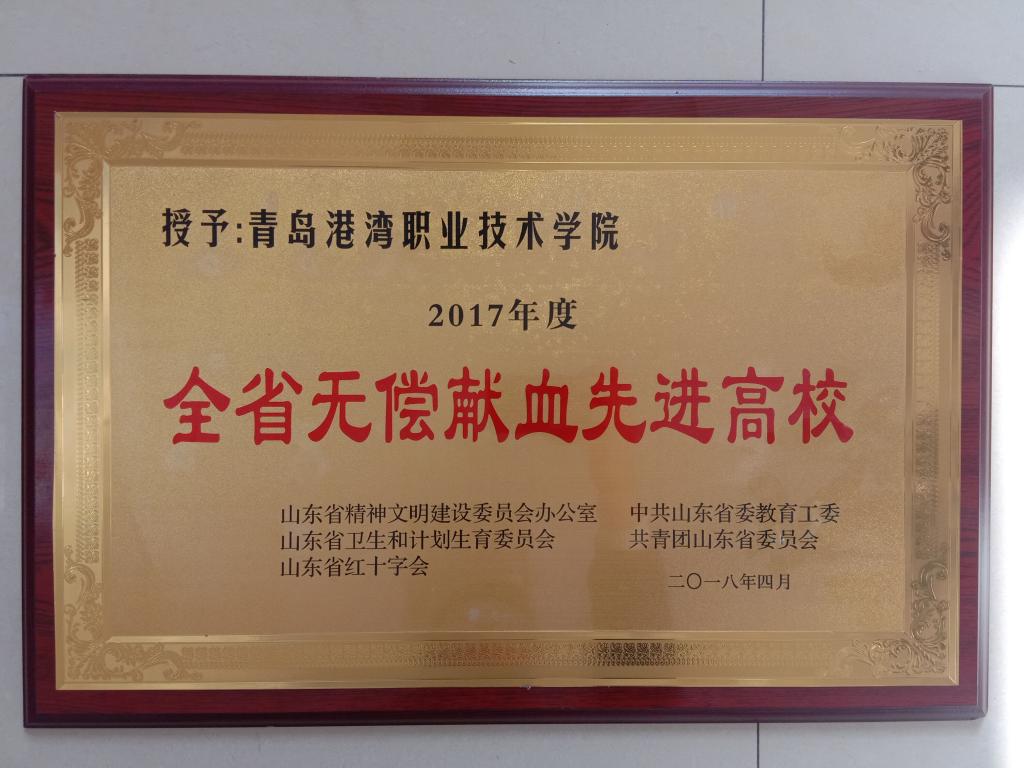 授予:青岛港湾职业技术学院
2017年度
全省无偿献血先进高校
山东省精神文明建设委员会办公室 中共山东省委教育工委
山东省卫生和计划生育委员会 共青团山东省委员会
山东省红十字会
二〇一八年四月